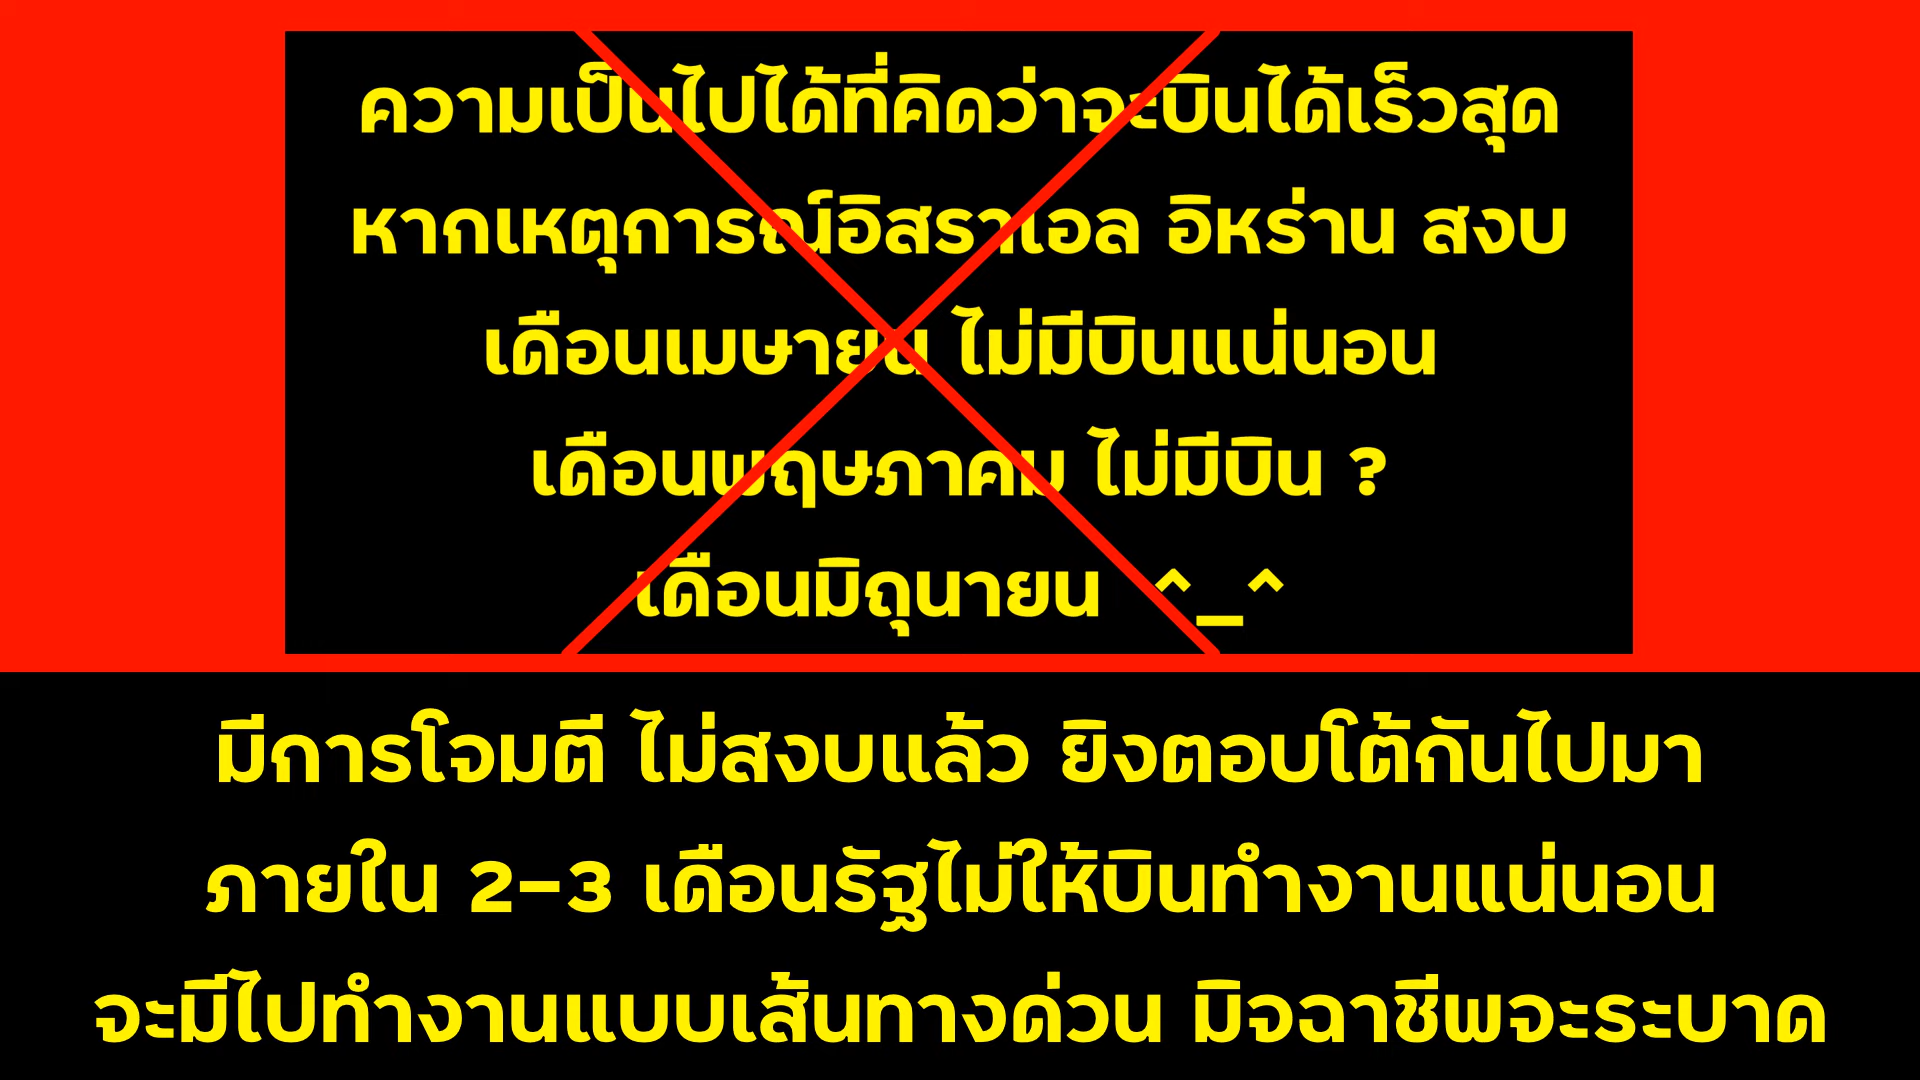 ความเป็นไปได้ที่คิดว่าจะบินได้เร็วสุด
หากเหตุการณ์อิสราเอล อิหร่าน สงบ
เดือนเมษายน ไม่มีบินแน่นอน
เดือนพฤษภาคม ไม่มีบิน ?
เดือนมิถุนายน ^_^
มีการโจมตี ไม่สงบแล้ว ยิงตอบโต้กันไปมา
ภายใน 2-3 เดือนรัฐไม่ให้บินทำงานแน่นอน
จะมีไปทำงานแบบเส้นทางด่วน มิจฉาชีพจะระบาด